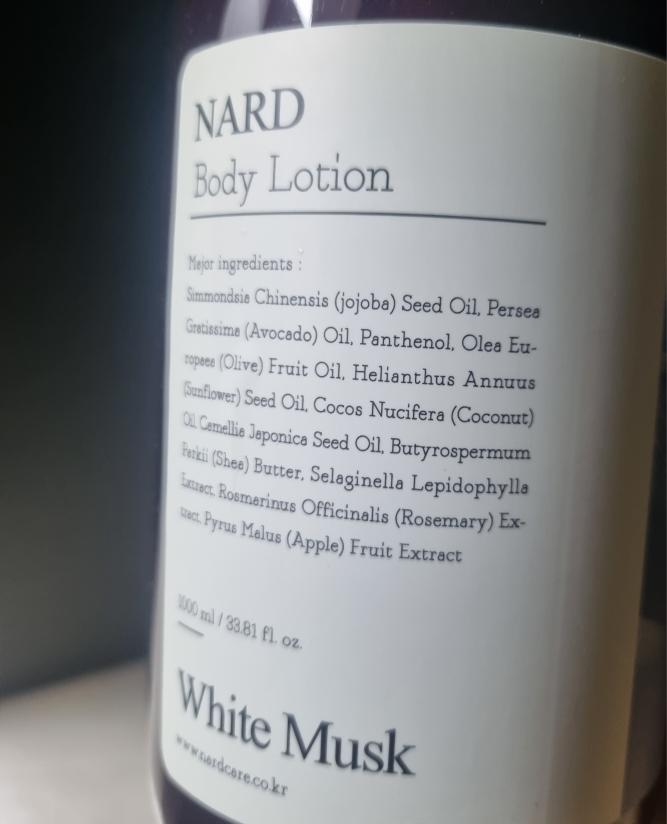 NARD
Body Lotion
Major ingredients :
Simmondsia Chinensis (jojoba) Seed Oil, Persea
Gratissima (Avocado) Oil, Panthenol, Olea Eu-
ropaea (Olive) Fruit Oil, Helianthus Annuus
(Sunflower) Seed Oil, Cocos Nucifera (Coconut)
Oil, Camellia Japonica Seed Oil, Butyrospermum
Parkii (Shea) Butter, Selaginella Lepidophylla
Extract, Rosmarinus Officinalis (Rosemary) Ex-
tract, Pyrus Malus (Apple) Fruit Extract
1000 ml / 33.81 fl. oz.
White Musk
www.nardcare.co.kr